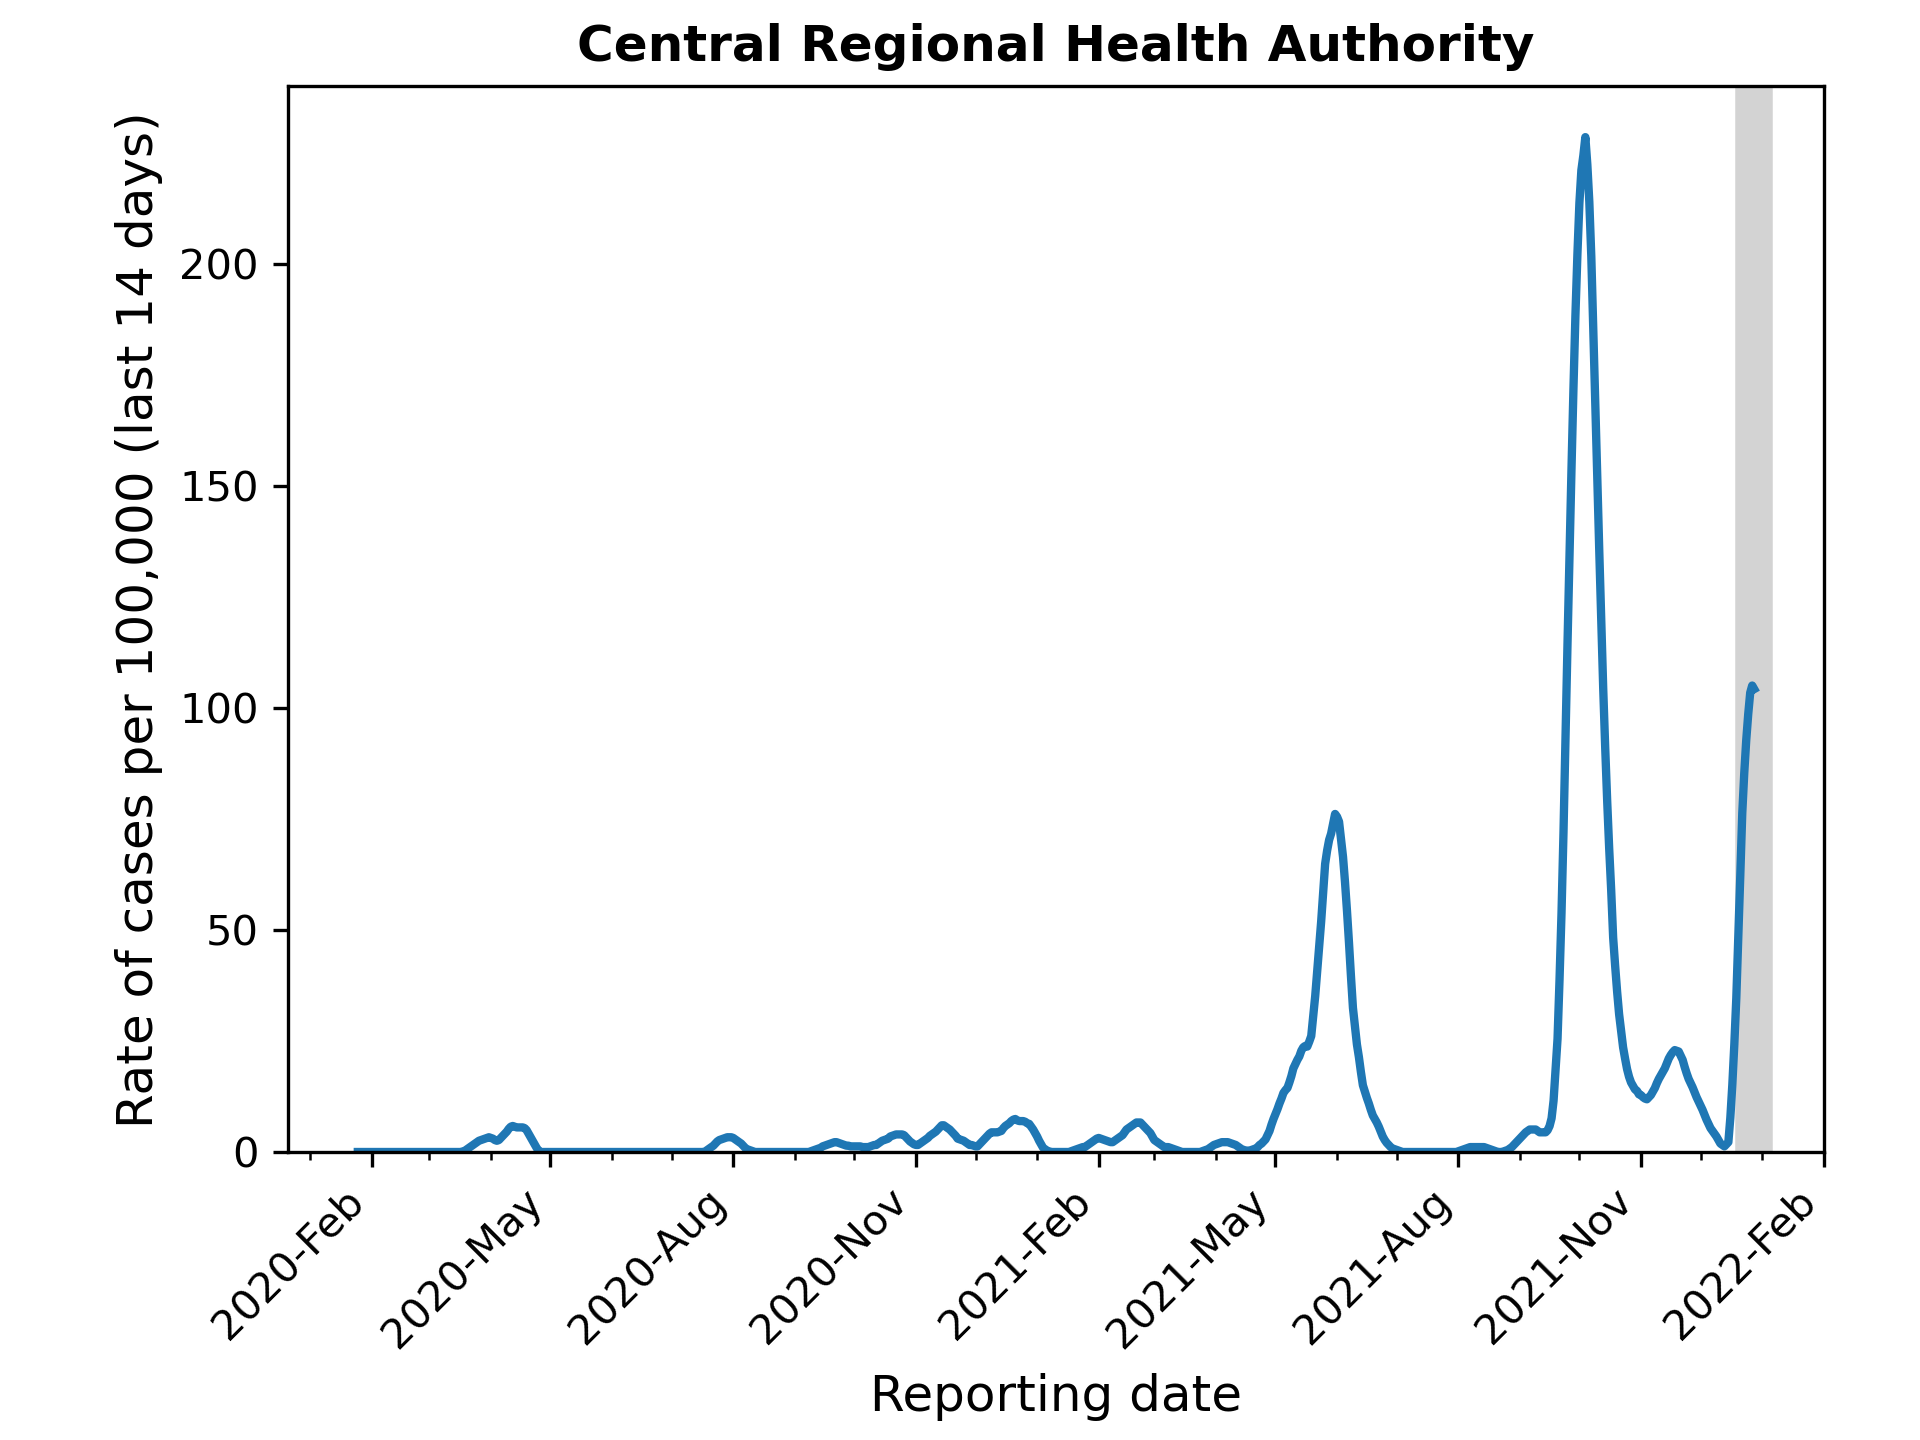 Central Regional Health Authority
Rate of cases per 100,000 (last 14 days)
200
150
100
50
0
2020-Feb
2020-May
2020-Aug
2020-Nov
2021-Feb
2021-May
2021-Aug
2021-Nov
2022-Feb
Reporting date